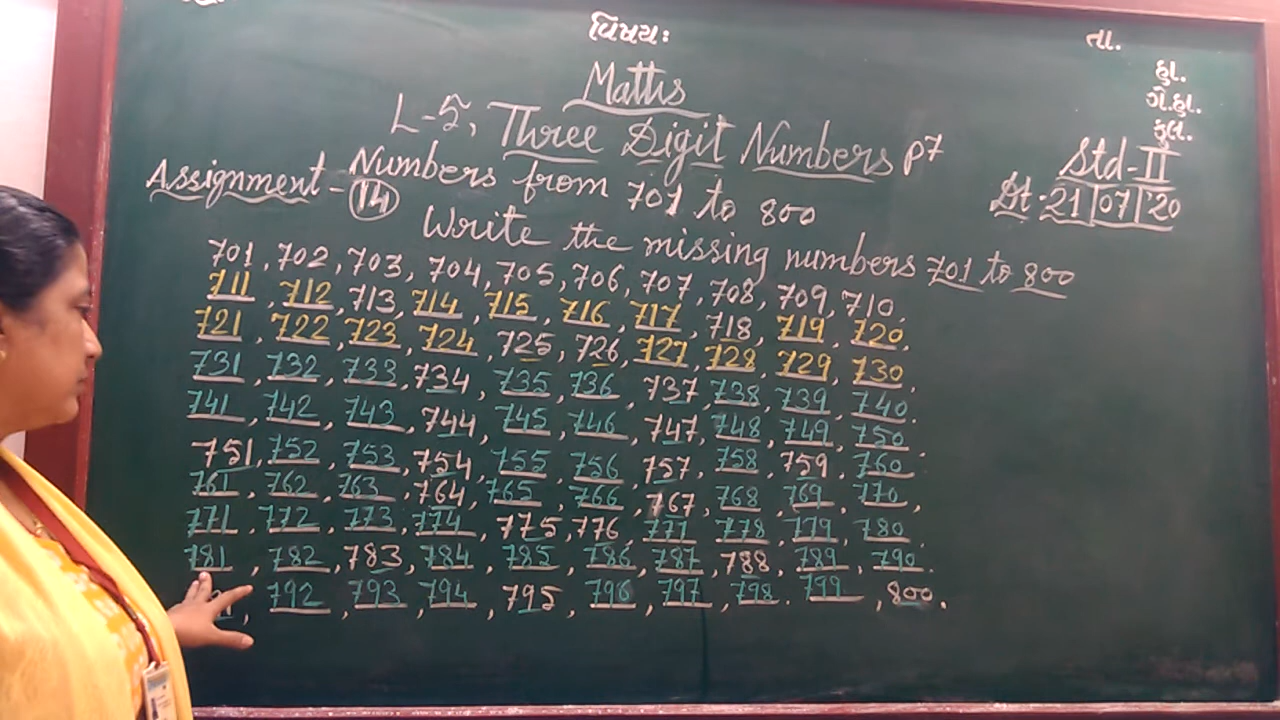 વિષય:
તા.
Maths
હા.
ગે.હા.
કુલ.
L-5, Three Digit Numbers P7
Std-II
Assignment - 14 Numbers from 701 to 800
Dt: 21/07/'20
Write the missing numbers 701 to 800
701, 702, 703, 704, 705, 706, 707, 708, 709, 710,
711, 712, 713, 714, 715, 716, 717, 718, 719, 720,
721, 722, 723, 724, 725, 726, 727, 728, 729, 730,
731, 732, 733, 734, 735, 736, 737, 738, 739, 740,
741, 742, 743, 744, 745, 746, 747, 748, 749, 750,
751, 752, 753, 754, 755, 756, 757, 758, 759, 760,
761, 762, 763, 764, 765, 766, 767, 768, 769, 770,
771, 772, 773, 774, 775, 776, 777, 778, 779, 780,
781, 782, 783, 784, 785, 786, 787, 788, 789, 790.
792, 793, 794, 795, 796, 797, 798, 799, 800.